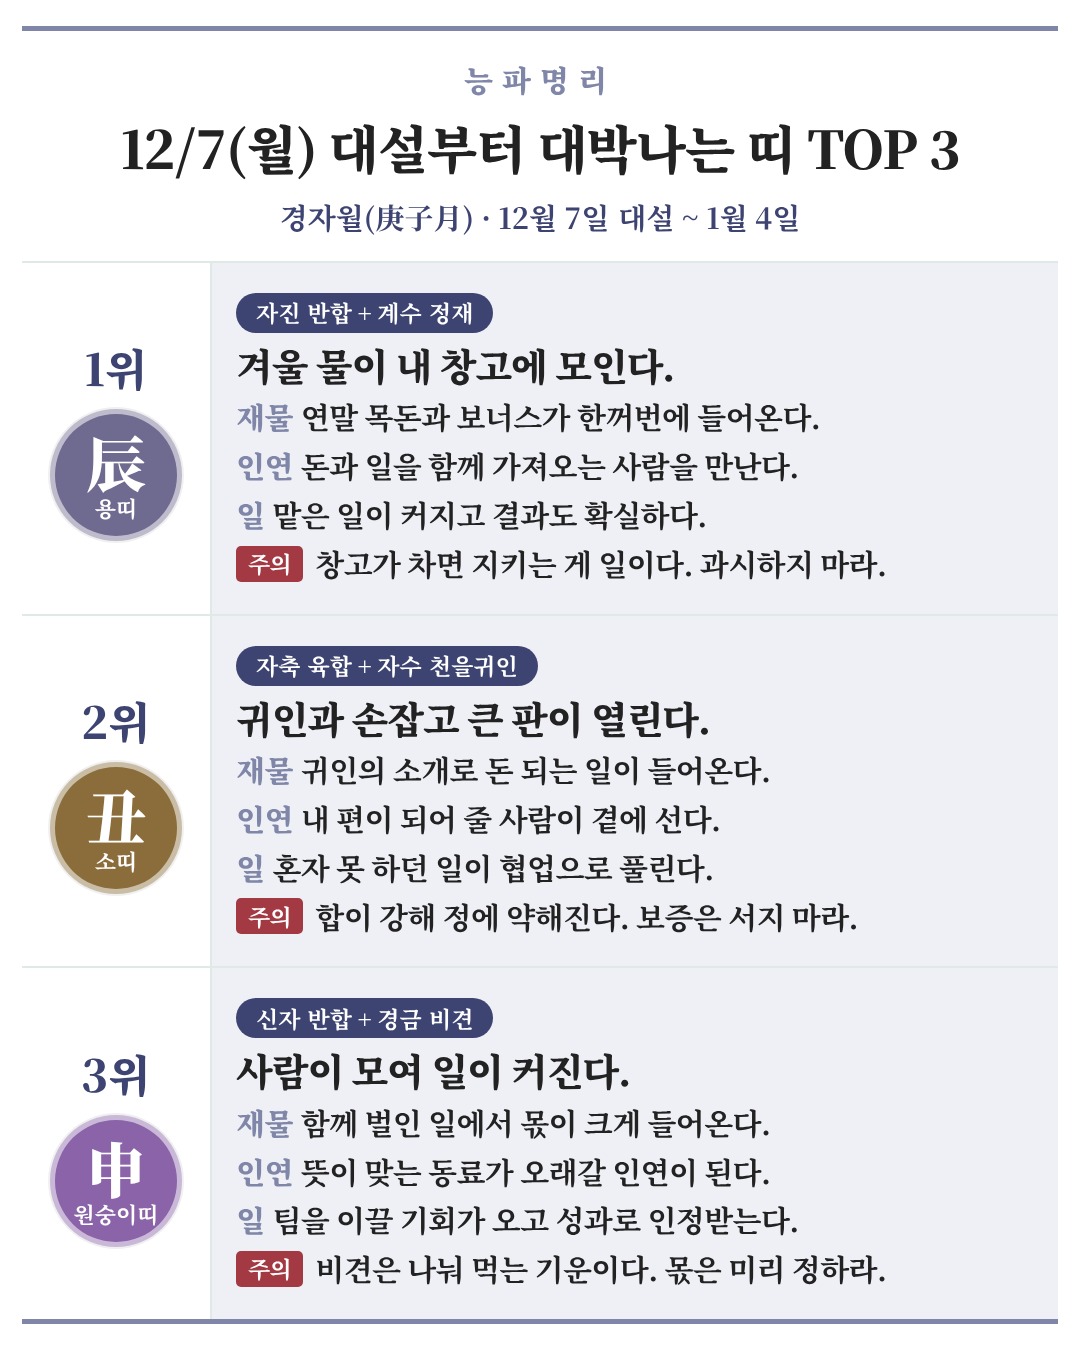 능파명리
12/7(월) 대설부터 대박나는 띠 TOP 3
경자월(庚子月) · 12월 7일 대설 ~ 1월 4일
1위
辰
용띠
자진 반합 + 계수 정재
겨울 물이 내 창고에 모인다.
재물 연말 목돈과 보너스가 한꺼번에 들어온다.
인연 돈과 일을 함께 가져오는 사람을 만난다.
일 맡은 일이 커지고 결과도 확실하다.
주의 창고가 차면 지키는 게 일이다. 과시하지 마라.
2위
丑
소띠
자축 육합 + 자수 천을귀인
귀인과 손잡고 큰 판이 열린다.
재물 귀인의 소개로 돈 되는 일이 들어온다.
인연 내 편이 되어 줄 사람이 곁에 선다.
일 혼자 못 하던 일이 협업으로 풀린다.
주의 합이 강해 정에 약해진다. 보증은 서지 마라.
3위
申
원숭이띠
신자 반합 + 경금 비견
사람이 모여 일이 커진다.
재물 함께 벌인 일에서 몫이 크게 들어온다.
인연 뜻이 맞는 동료가 오래갈 인연이 된다.
일 팀을 이끌 기회가 오고 성과로 인정받는다.
주의 비견은 나눠 먹는 기운이다. 몫은 미리 정하라.